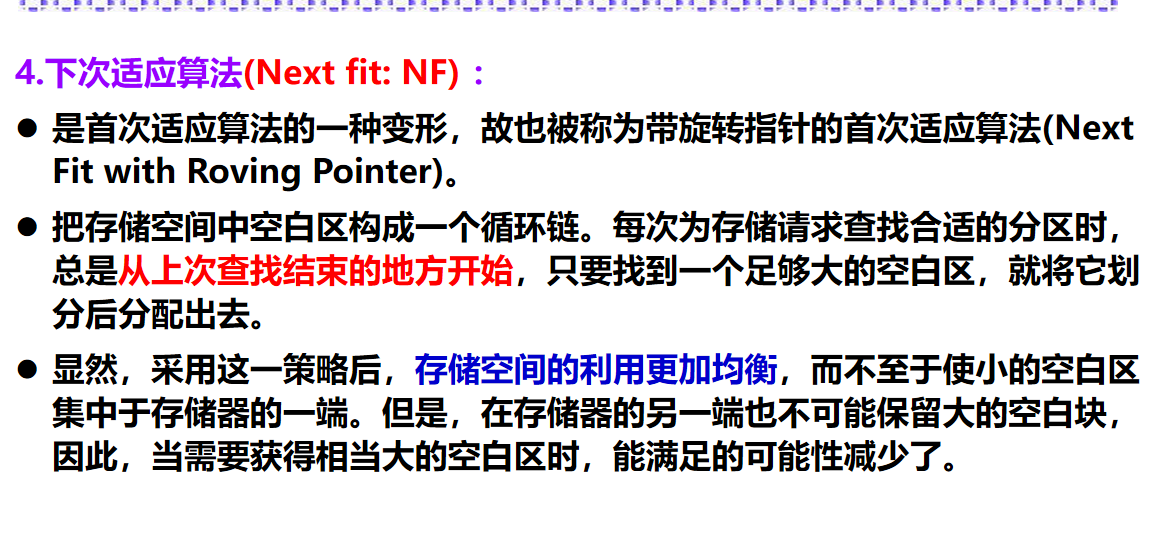 4.下次适应算法(Next fit: NF) ：
● 是首次适应算法的一种变形，故也被称为带旋转指针的首次适应算法(Next
Fit with Roving Pointer)。
● 把存储空间中空白区构成一个循环链。每次为存储请求查找合适的分区时，
总是从上次查找结束的地方开始，只要找到一个足够大的空白区，就将它划
分后分配出去。
● 显然，采用这一策略后，存储空间的利用更加均衡，而不至于使小的空白区
集中于存储器的一端。但是，在存储器的另一端也不可能保留大的空白块，
因此，当需要获得相当大的空白区时，能满足的可能性减少了。